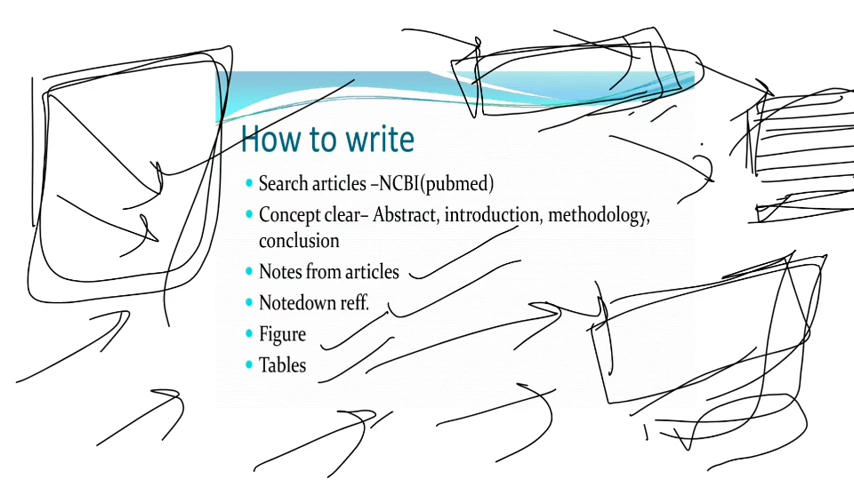 How to write
Search articles –NCBI(pubmed)
Concept clear– Abstract, introduction, methodology,
conclusion
Notes from articles
Notedown reff.
Figure
Tables